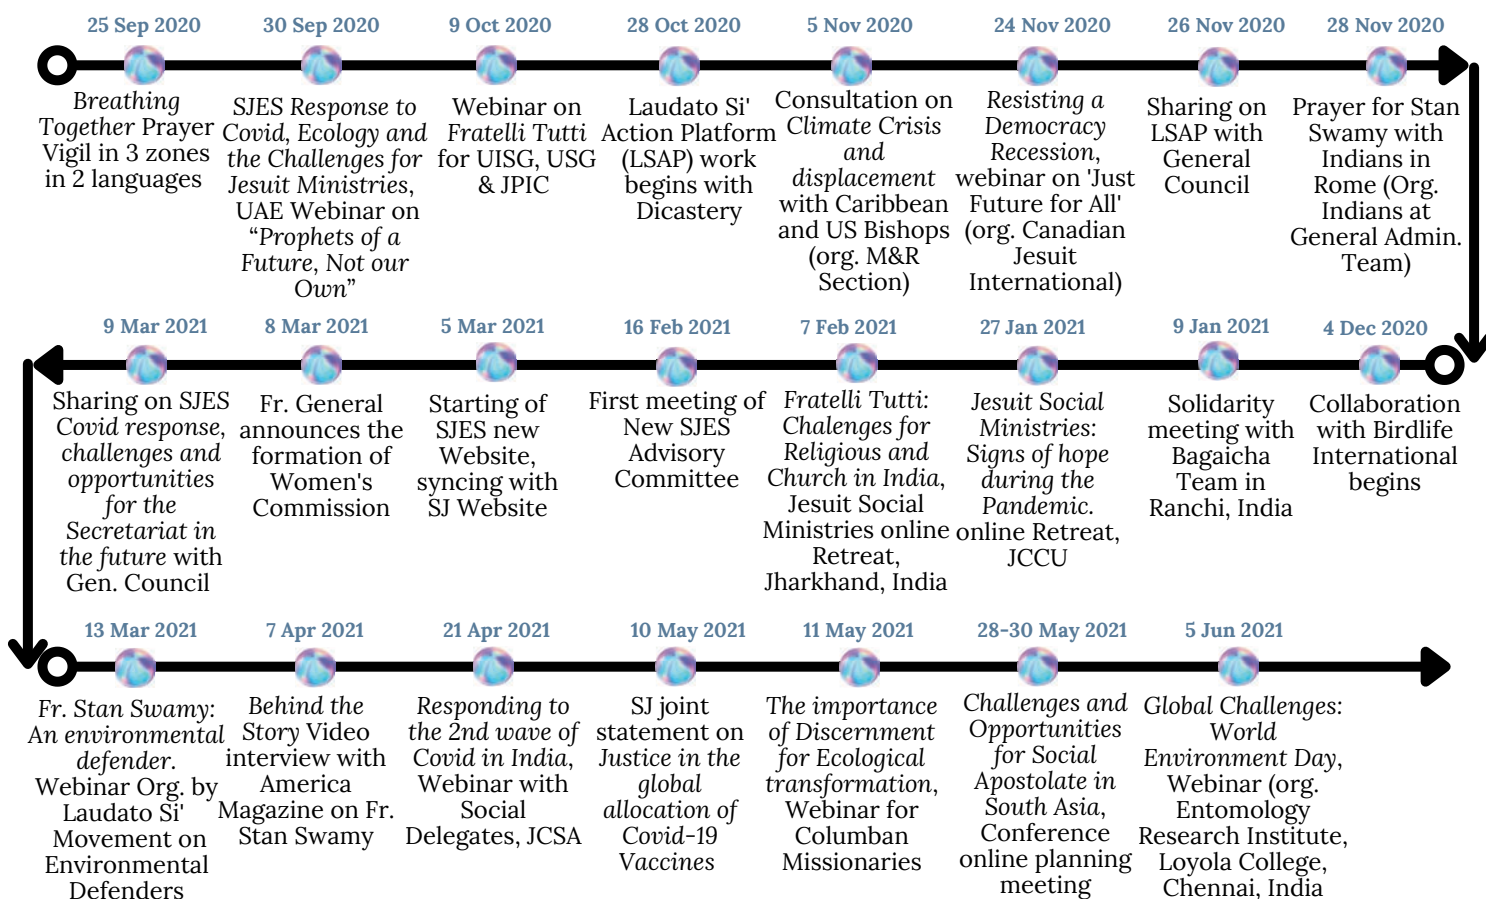 25 Sep 2020
Breathing
Together Prayer
Vigil in 3 zones
in 2 languages
30 Sep 2020
SJES Response to
Covid, Ecology and
the Challenges for
Jesuit Ministries,
UAE Webinar on
“Prophets of a
Future, Not our
Own”
9 Oct 2020
Webinar on
Fratelli Tutti
for UISG, USG
& JPIC
28 Oct 2020
Laudato Si'
Action Platform
(LSAP) work
begins with
Dicastery
5 Nov 2020
Consultation on
Climate Crisis
and
displacement
with Caribbean
and US Bishops
(org. M&R
Section)
24 Nov 2020
Resisting a
Democracy
Recession,
webinar on 'Just
Future for All'
(org. Canadian
Jesuit
International)
26 Nov 2020
Sharing on
LSAP with
General
Council
28 Nov 2020
Prayer for Stan
Swamy with
Indians in
Rome (Org.
Indians at
General Admin.
Team)
4 Dec 2020
Collaboration
with Birdlife
International
begins
9 Jan 2021
Solidarity
meeting with
Bagaicha
Team in
Ranchi, India
27 Jan 2021
Jesuit Social
Ministries:
Signs of hope
during the
Pandemic.
online Retreat,
JCCU
7 Feb 2021
Fratelli Tutti:
Chalenges for
Religious and
Church in India,
Jesuit Social
Ministries online
Retreat,
Jharkhand, India
16 Feb 2021
First meeting of
New SJES
Advisory
Committee
5 Mar 2021
Starting of
SJES new
Website,
syncing with
SJ Website
8 Mar 2021
Fr. General
announces the
formation of
Women's
Commission
9 Mar 2021
Sharing on SJES
Covid response,
challenges and
opportunities
for the
Secretariat in
the future with
Gen. Council
13 Mar 2021
Fr. Stan Swamy:
An environmental
defender.
Webinar Org. by
Laudato Si'
Movement on
Environmental
Defenders
7 Apr 2021
Behind the
Story Video
interview with
America
Magazine on Fr.
Stan Swamy
21 Apr 2021
Responding to
the 2nd wave of
Covid in India,
Webinar with
Social
Delegates, JCSA
10 May 2021
SJ joint
statement on
Justice in the
global
allocation of
Covid-19
Vaccines
11 May 2021
The importance
of Discernment
for Ecological
transformation,
Webinar for
Columban
Missionaries
28-30 May 2021
Challenges and
Opportunities
for Social
Apostolate in
South Asia,
Conference
online planning
meeting
5 Jun 2021
Global Challenges:
World
Environment Day,
Webinar (org.
Entomology
Research Institute,
Loyola College,
Chennai, India